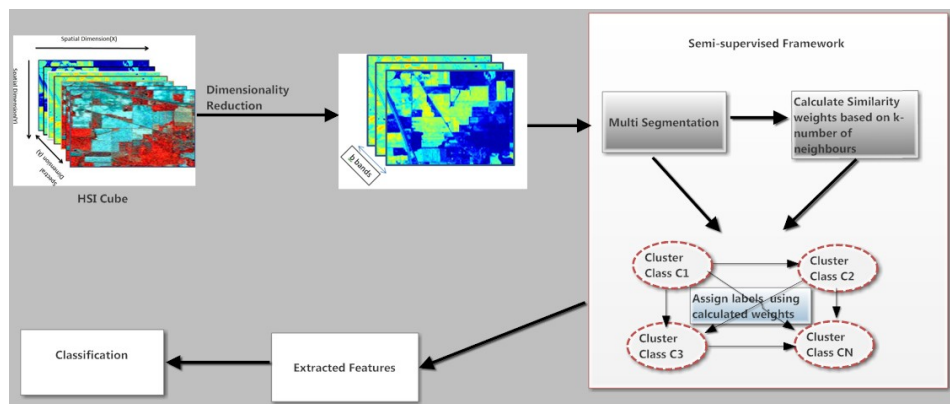 Spatial Dimension(X)
Spatial Dimension(Y)
Spectral
Dimension (λ)
HSI Cube
Dimensionality
Reduction
b bands
Semi-supervised Framework
Multi Segmentation
Calculate Similarity
weights based on k-
number of
neighbours
Cluster
Class C1
Cluster
Class C2
Assign labels using
calculated weights
Cluster
Class C3
Cluster
Class CN
Extracted Features
Classification